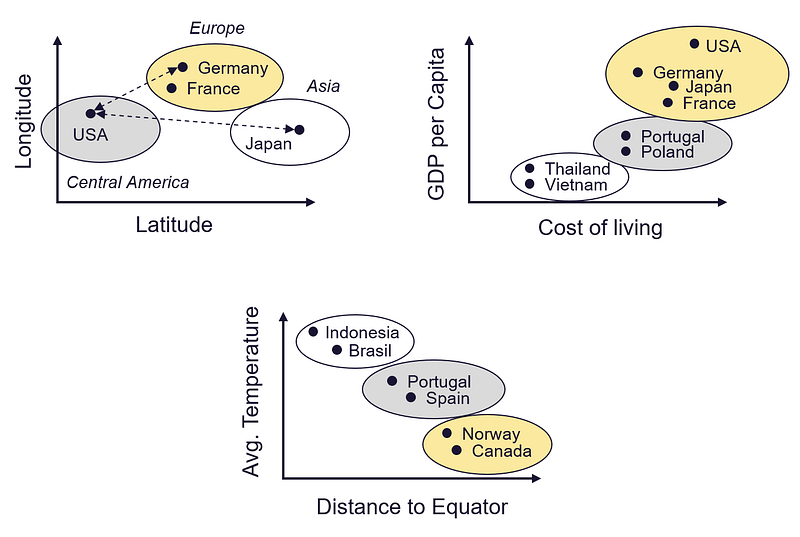 Europe
Germany
France
Asia
USA
Japan
Central America
Longitude
Latitude
USA
Germany
Japan
France
Portugal
Poland
Thailand
Vietnam
GDP per Capita
Cost of living
Indonesia
Brasil
Portugal
Spain
Norway
Canada
Avg. Temperature
Distance to Equator